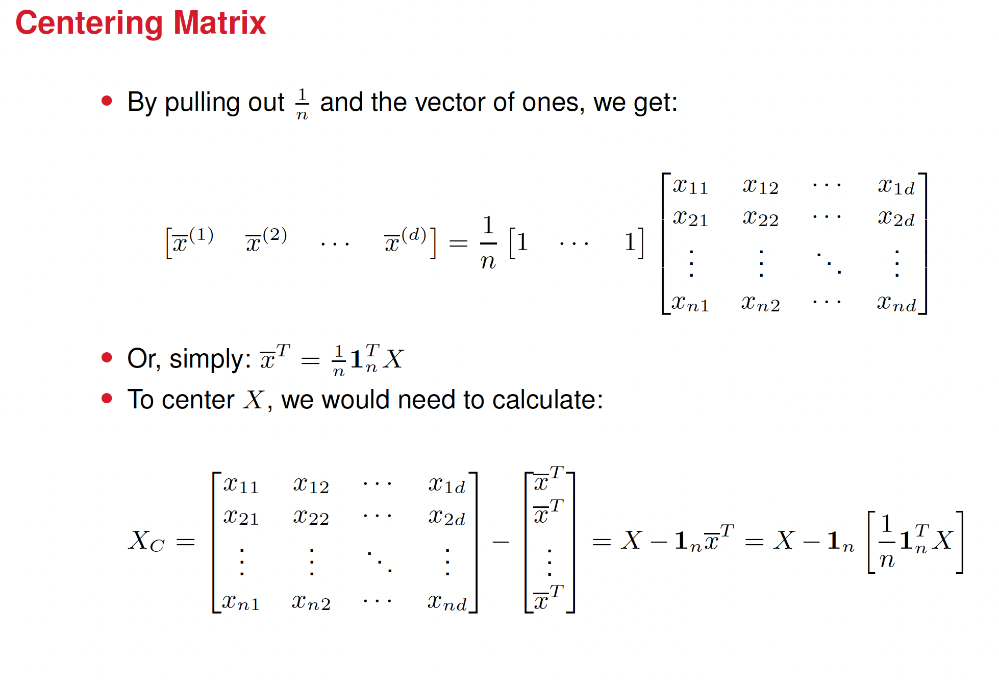 Centering Matrix
• By pulling out $\frac{1}{n}$ and the vector of ones, we get:
$\begin{bmatrix} \overline{x}^{(1)} & \overline{x}^{(2)} & \cdots & \overline{x}^{(d)} \end{bmatrix} = \frac{1}{n} \begin{bmatrix} 1 & \cdots & 1 \end{bmatrix} \begin{bmatrix} x_{11} & x_{12} & \cdots & x_{1d} \\ x_{21} & x_{22} & \cdots & x_{2d} \\ \vdots & \vdots & \ddots & \vdots \\ x_{n1} & x_{n2} & \cdots & x_{nd} \end{bmatrix}$
• Or, simply: $\overline{x}^T = \frac{1}{n} \mathbf{1}_n^T X$
• To center $X$, we would need to calculate:
$X_C = \begin{bmatrix} x_{11} & x_{12} & \cdots & x_{1d} \\ x_{21} & x_{22} & \cdots & x_{2d} \\ \vdots & \vdots & \ddots & \vdots \\ x_{n1} & x_{n2} & \cdots & x_{nd} \end{bmatrix} - \begin{bmatrix} \overline{x}^T \\ \overline{x}^T \\ \vdots \\ \overline{x}^T \end{bmatrix} = X - \mathbf{1}_n \overline{x}^T = X - \mathbf{1}_n \left[ \frac{1}{n} \mathbf{1}_n^T X \right]$